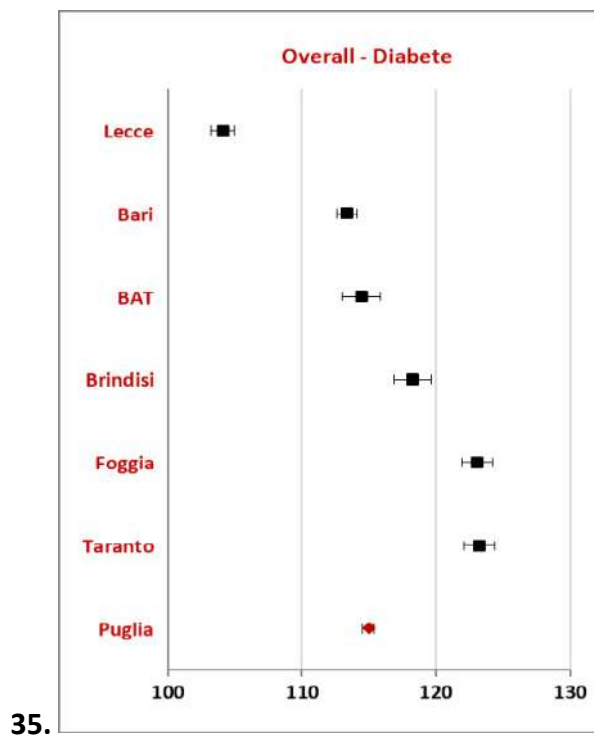 Overall - Diabete
Lecce
Bari
BAT
Brindisi
Foggia
Taranto
Puglia
100 110 120 130
35.